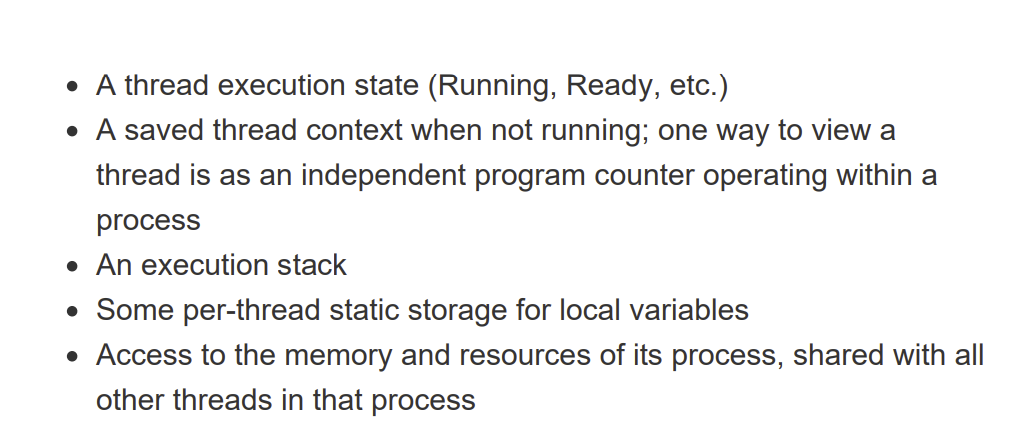 • A thread execution state (Running, Ready, etc.)
• A saved thread context when not running; one way to view a
thread is as an independent program counter operating within a
process
• An execution stack
• Some per-thread static storage for local variables
• Access to the memory and resources of its process, shared with all
other threads in that process